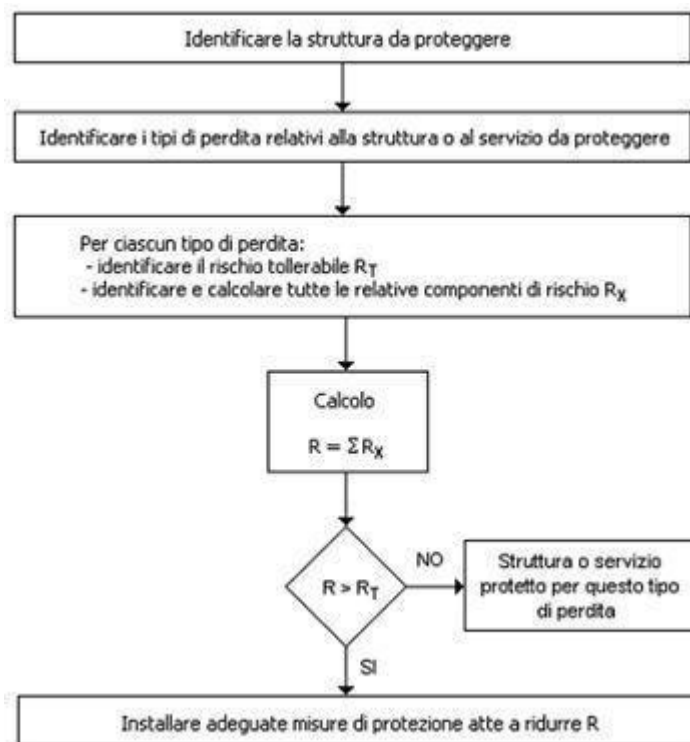 Identificare la struttura da proteggere
Identificare i tipi di perdita relativi alla struttura o al servizio da proteggere
Per ciascun tipo di perdita:
- identificare il rischio tollerabile RT
- identificare e calcolare tutte le relative componenti di rischio RX
Calcolo
R = ΣRX
R > RT
NO
Struttura o servizio
protetto per questo tipo
di perdita
SI
Installare adeguate misure di protezione atte a ridurre R